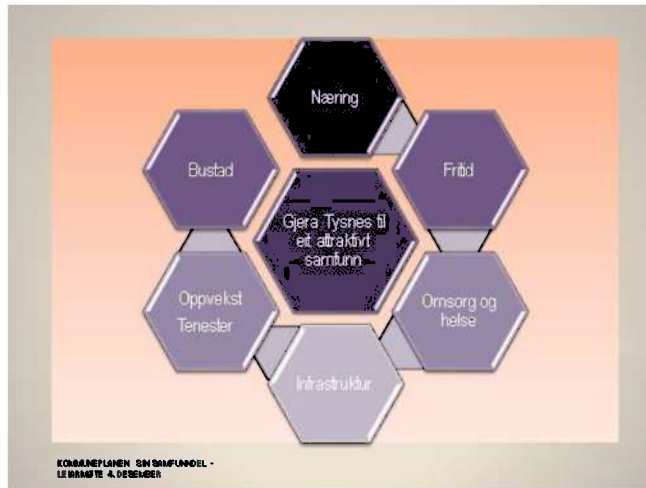 Næring
Bustad
Fritid
Gjera Tysnes til
eit attraktivt
samfunn
Oppvekst
Tenester
Omsorg og
helse
Infrastruktur
KOMMUNEPLANEN SIN SAMFUNNDEL -
LEIARMØTE 4. DESEMBER